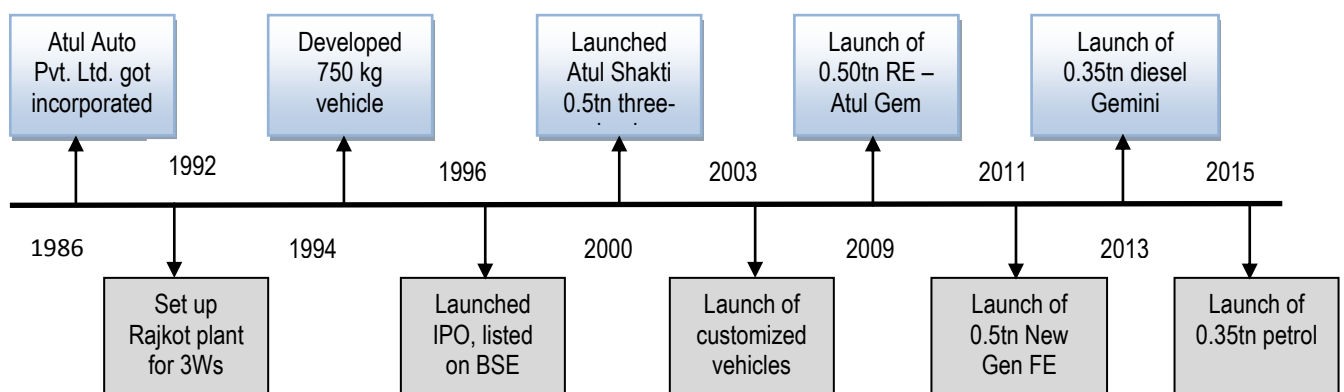 Atul Auto
Pvt. Ltd. got
incorporated
Developed
750 kg
vehicle
Launched
Atul Shakti
0.5tn three-
Launch of
0.50tn RE –
Atul Gem
Launch of
0.35tn diesel
Gemini
1992
1996
2003
2011
2015
1986
1994
2000
2009
2013
Set up
Rajkot plant
for 3Ws
Launched
IPO, listed
on BSE
Launch of
customized
vehicles
Launch of
0.5tn New
Gen FE
Launch of
0.35tn petrol